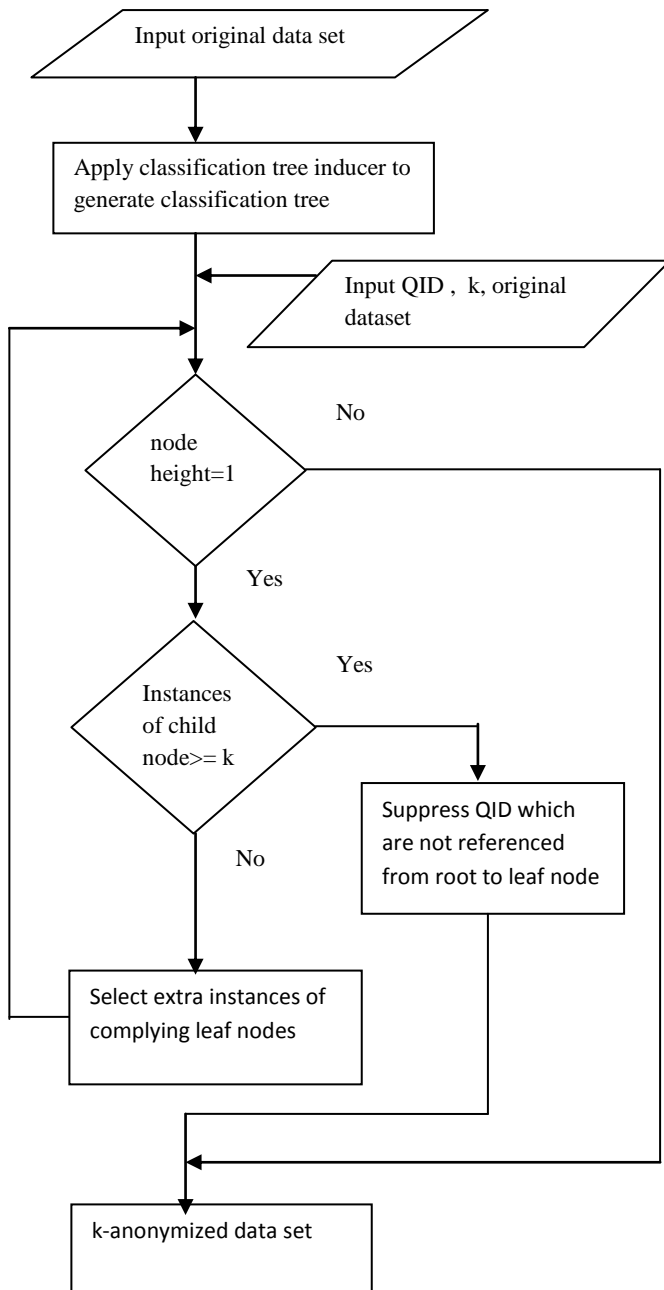 Input original data set
Apply classification tree inducer to
generate classification tree
Input QID , k, original
dataset
No
node
height=1
Yes
Yes
Instances
of child
node>= k
Suppress QID which
are not referenced
from root to leaf node
No
Select extra instances of
complying leaf nodes
k-anonymized data set